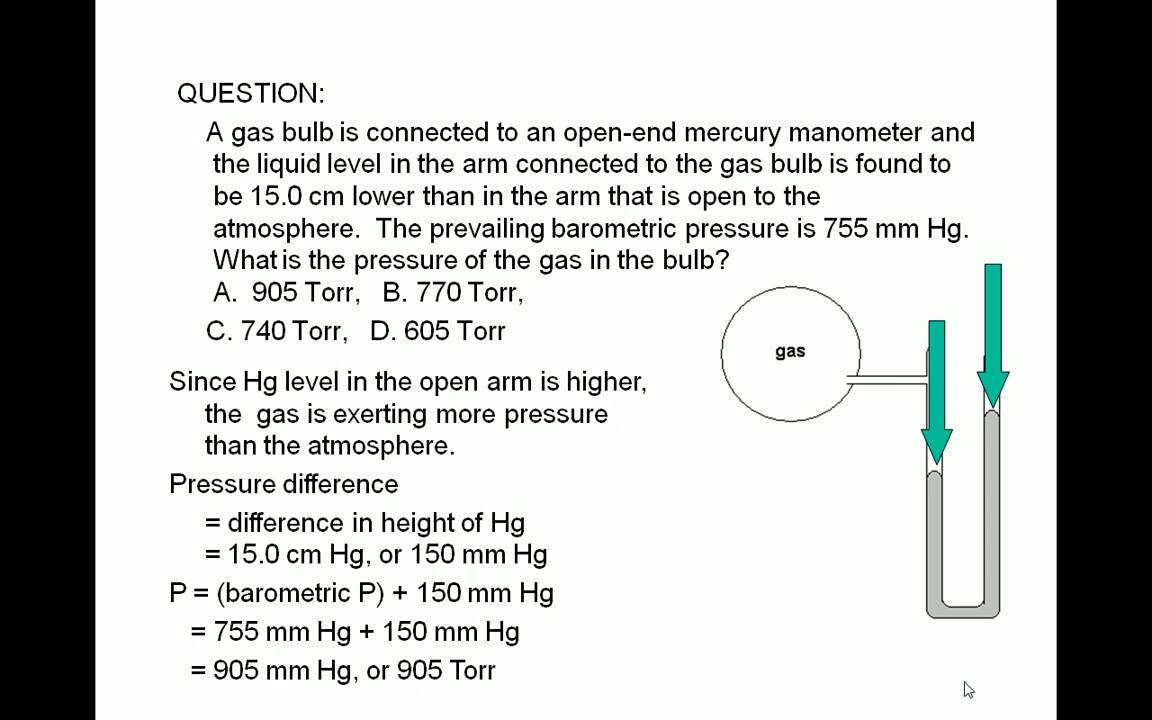 QUESTION:
A gas bulb is connected to an open-end mercury manometer and
the liquid level in the arm connected to the gas bulb is found to
be 15.0 cm lower than in the arm that is open to the
atmosphere. The prevailing barometric pressure is 755 mm Hg.
What is the pressure of the gas in the bulb?
A. 905 Torr, B. 770 Torr,
C. 740 Torr, D. 605 Torr
gas
Since Hg level in the open arm is higher,
the gas is exerting more pressure
than the atmosphere.
Pressure difference
= difference in height of Hg
= 15.0 cm Hg, or 150 mm Hg
P = (barometric P) + 150 mm Hg
= 755 mm Hg + 150 mm Hg
= 905 mm Hg, or 905 Torr